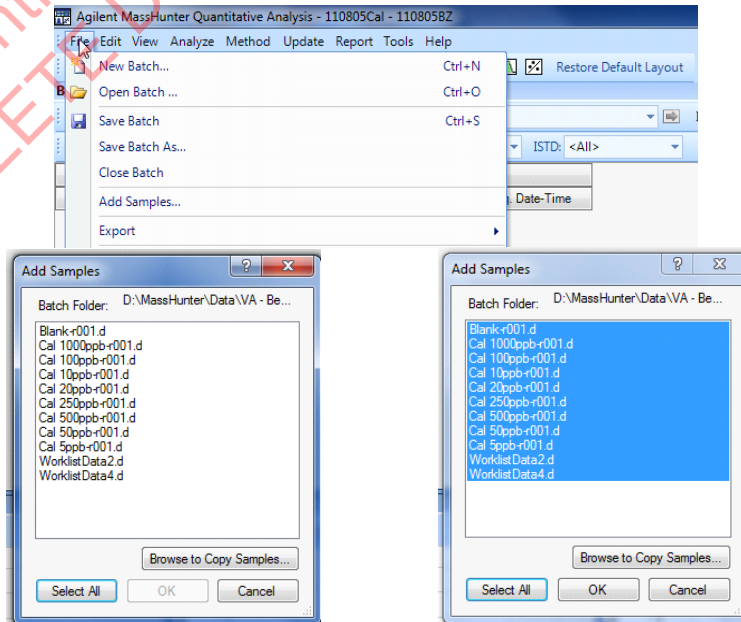 Agilent MassHunter Quantitative Analysis - 110805Cal - 110805BZ
File Edit View Analyze Method Update Report Tools Help
New Batch... Ctrl+N
Restore Default Layout
Open Batch ... Ctrl+O
Save Batch Ctrl+S
Save Batch As...
ISTD: <All>
Close Batch
Add Samples...
Date-Time
Export
Add Samples
Batch Folder: D:\MassHunter\Data\VA - Be...
Blank-r001.d
Cal 1000ppb-r001.d
Cal 100ppb-r001.d
Cal 10ppb-r001.d
Cal 20ppb-r001.d
Cal 250ppb-r001.d
Cal 500ppb-r001.d
Cal 50ppb-r001.d
Cal 5ppb-r001.d
WorklistData2.d
WorklistData4.d
Browse to Copy Samples...
Select All OK Cancel
Add Samples
Batch Folder: D:\MassHunter\Data\VA - Be...
Blank-r001.d
Cal 1000ppb-r001.d
Cal 100ppb-r001.d
Cal 10ppb-r001.d
Cal 20ppb-r001.d
Cal 250ppb-r001.d
Cal 500ppb-r001.d
Cal 50ppb-r001.d
Cal 5ppb-r001.d
WorklistData2.d
WorklistData4.d
Browse to Copy Samples...
Select All OK Cancel